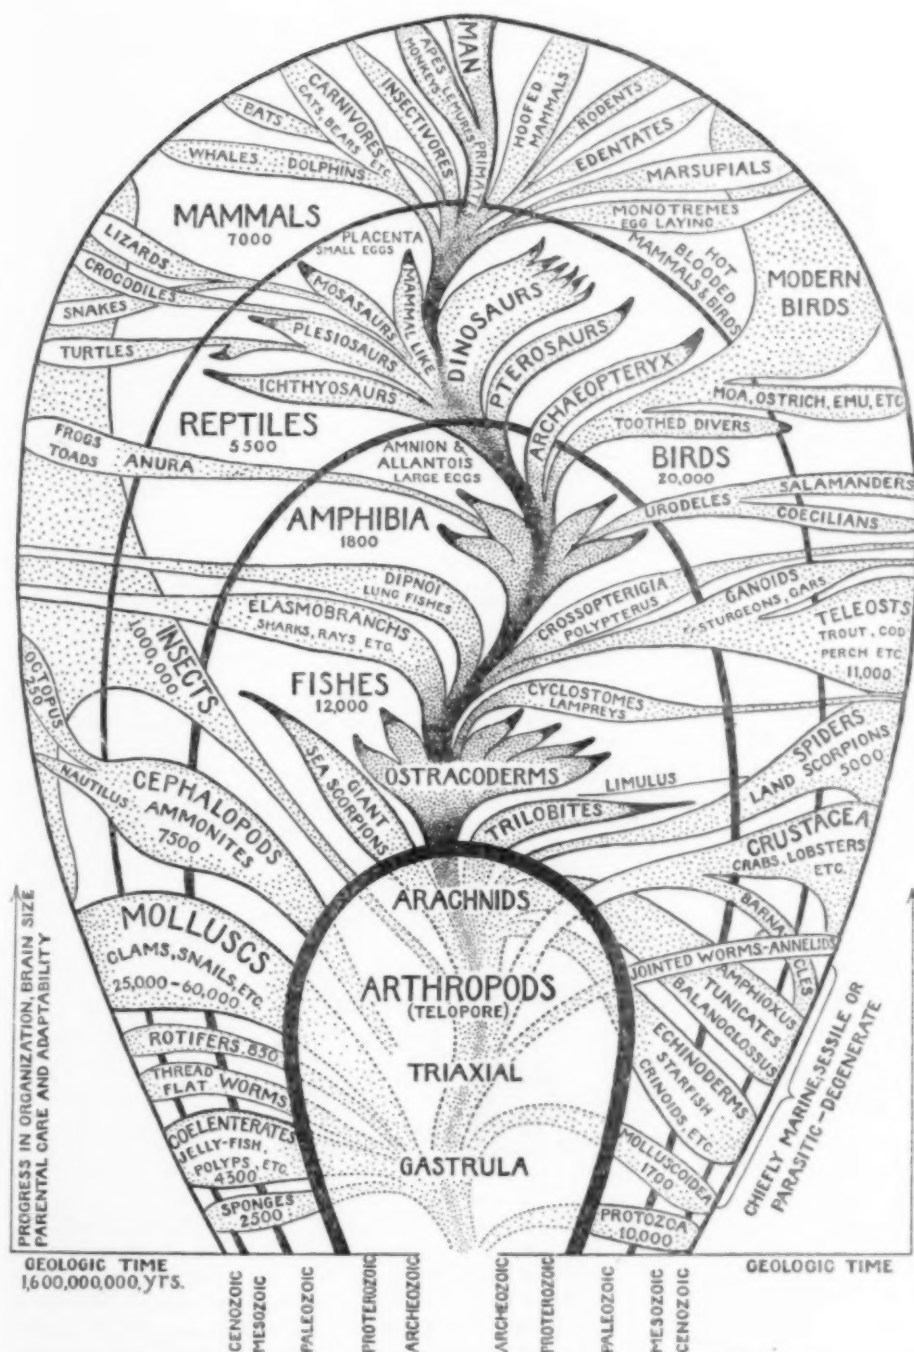 MAN
APES
MONKEYS
LEMURES
PRIMATES
HOOFED
MAMMALS
RODENTS
EDENTATES
MARSUPIALS
MONOTREMES
EGG LAYING
INSECTIVORES
CARNIVORES
CATS, BEARS ETC.
BATS
WHALES DOLPHINS
MAMMALS
7000
PLACENTA
SMALL EGGS
HOT
BLOODED
MAMMALS & BIRDS
MODERN
BIRDS
LIZARDS
CROCODILES
SNAKES
TURTLES
MOSASAURS
PLESIOSAURS
ICHTHYOSAURS
MAMMAL LIKE
DINOSAURS
PTEROSAURS
ARCHAEOPTERYX
MOA, OSTRICH, EMU, ETC
TOOTHED DIVERS
REPTILES
5500
BIRDS
20,000
AMNION &
ALLANTOIS
LARGE EGGS
FROGS
TOADS
ANURA
AMPHIBIA
1800
URODELES
SALAMANDERS
COECILIANS
DIPNOI
LUNG FISHES
ELASMOBRANCHS
SHARKS, RAYS ETC.
CROSSOPTERIGIA
POLYPTERUS
GANOIDS
STURGEONS, GARS
TELEOSTS
TROUT, COD
PERCH ETC
11,000
FISHES
12,000
CYCLOSTOMES
LAMPREYS
INSECTS
1,000,000
OCTOPUS
NAUTILUS
CEPHALOPODS
AMMONITES
7500
GIANT
SEA SCORPIONS
OSTRACODERMS
LIMULUS
TRILOBITES
SPIDERS
LAND SCORPIONS
5000
CRUSTACEA
CRABS, LOBSTERS
ETC.
BARNACLES
JOINTED WORMS-ANNELIDS
AMPHIOXUS
TUNICATES
BALANOGLOSSUS
ARACHNIDS
ARTHROPODS
(TELOPORE)
TRIAXIAL
GASTRULA
MOLLUSCS
CLAMS, SNAILS, ETC.
25,000-60,000
ROTIFERS. 850
THREAD
FLAT WORMS
COELENTERATES
JELLY-FISH,
POLYPS, ETC.
SPONGES
2500
ECHINODERMS
STARFISH
CRINOIDS, ETC.
MOLLUSCOIDEA
1700
PROTOZOA
10,000
PROGRESS IN ORGANIZATION, BRAIN SIZE
PARENTAL CARE AND ADAPTABILITY
CHIEFLY MARINE, SESSILE OR
PARASITIC-DEGENERATE
GEOLOGIC TIME
1,600,000,000, YRS.
GEOLOGIC TIME
CENOZOIC
MESOZOIC
PALEOZOIC
PROTEROZOIC
ARCHEOZOIC
ARCHEOZOIC
PROTEROZOIC
PALEOZOIC
MESOZOIC
CENOZOIC